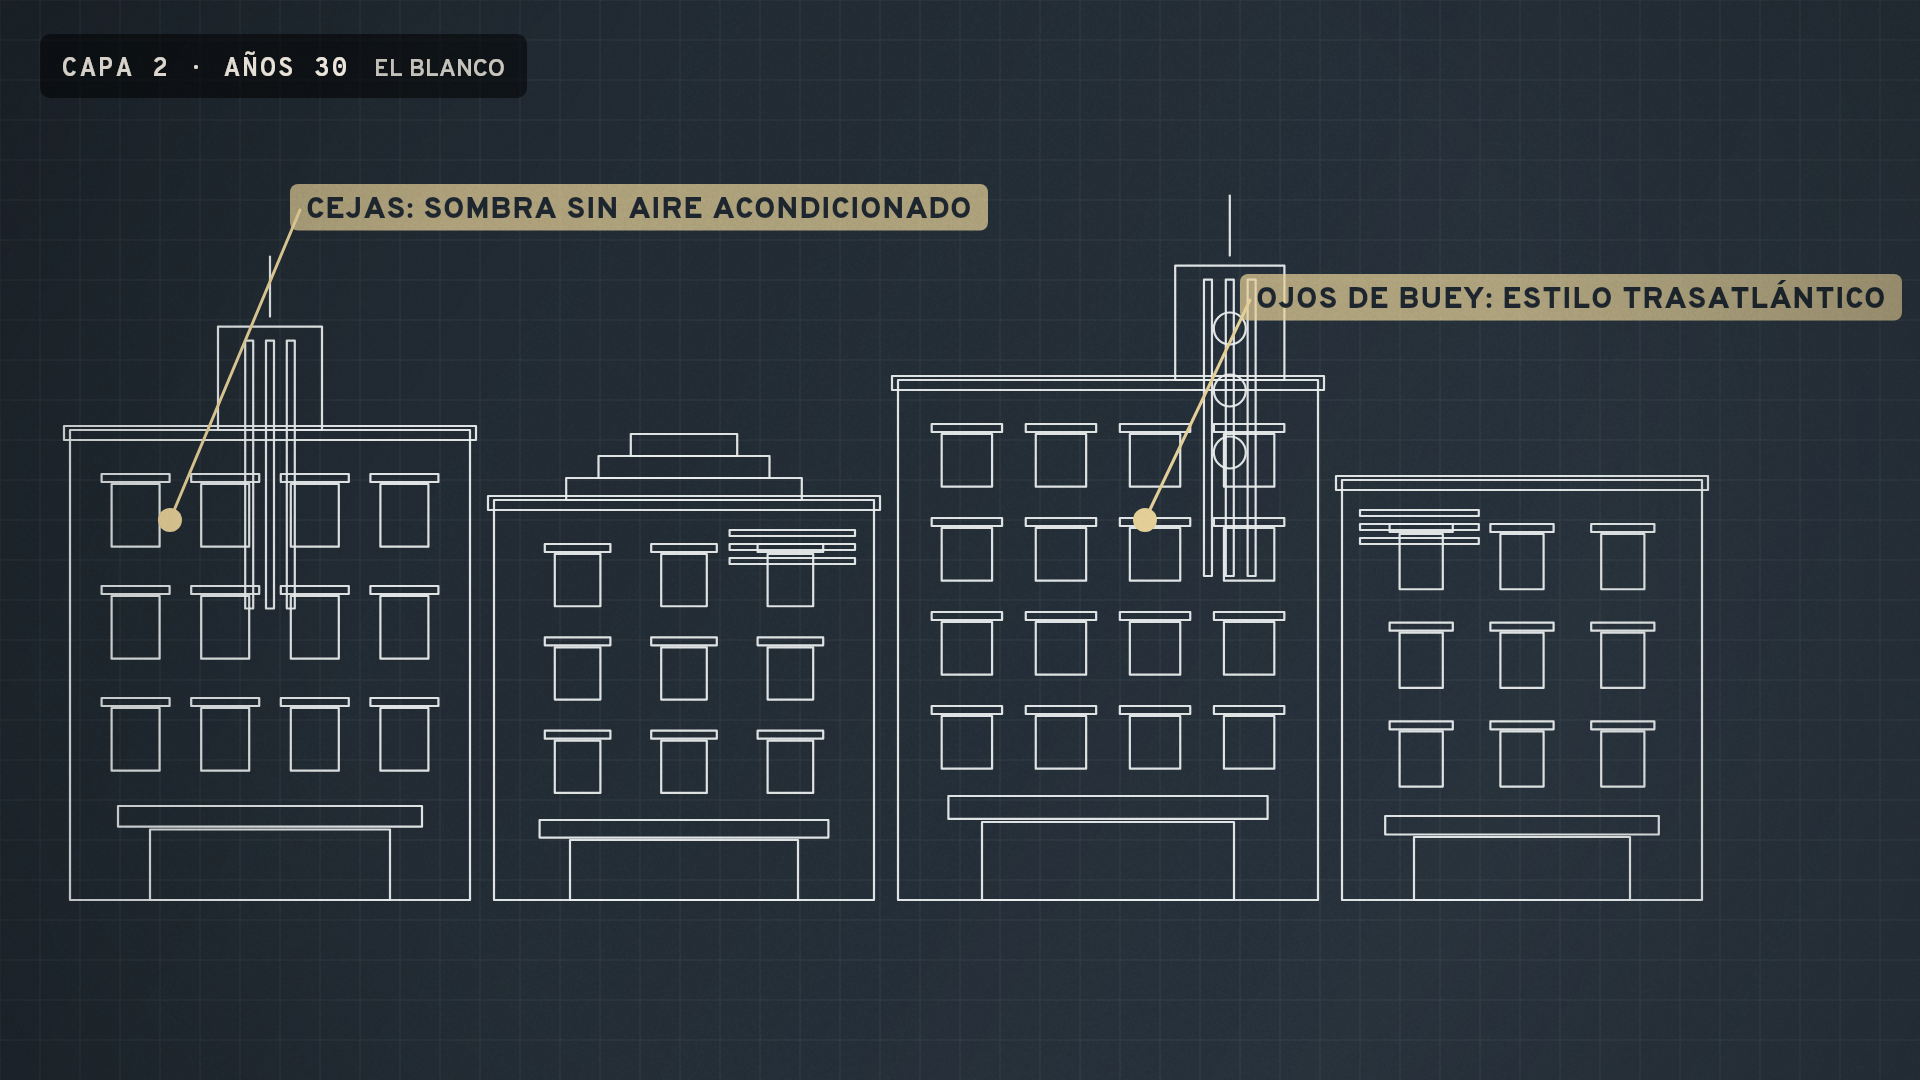 CAPA 2 · AÑOS 30 EL BLANCO
CEJAS: SOMBRA SIN AIRE ACONDICIONADO
OJOS DE BUEY: ESTILO TRASATLÁNTICO